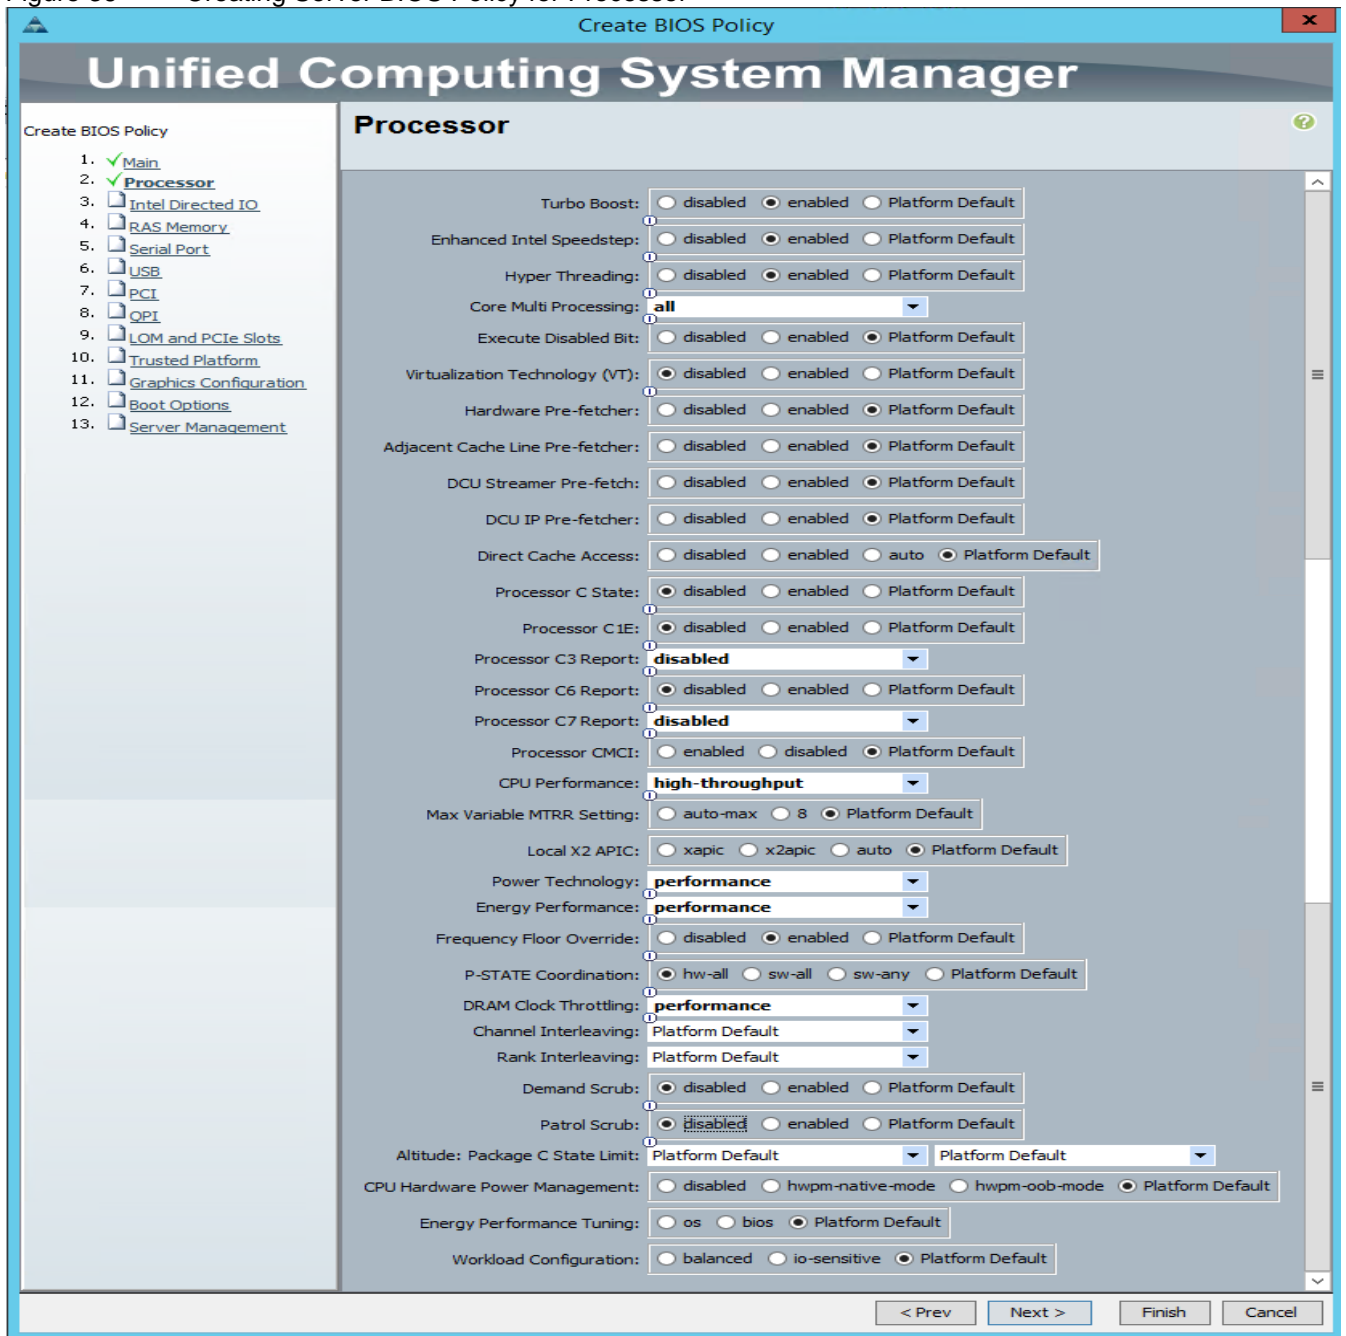 Create BIOS Policy
Unified Computing System Manager
Create BIOS Policy
1. Main
2. Processor
3. Intel Directed IO
4. RAS Memory
5. Serial Port
6. USB
7. PCI
8. QPI
9. LOM and PCIe Slots
10. Trusted Platform
11. Graphics Configuration
12. Boot Options
13. Server Management
Processor
Turbo Boost: disabled enabled Platform Default
Enhanced Intel Speedstep: disabled enabled Platform Default
Hyper Threading: disabled enabled Platform Default
Core Multi Processing: all
Execute Disabled Bit: disabled enabled Platform Default
Virtualization Technology (VT): disabled enabled Platform Default
Hardware Pre-fetcher: disabled enabled Platform Default
Adjacent Cache Line Pre-fetcher: disabled enabled Platform Default
DCU Streamer Pre-fetch: disabled enabled Platform Default
DCU IP Pre-fetcher: disabled enabled Platform Default
Direct Cache Access: disabled enabled auto Platform Default
Processor C State: disabled enabled Platform Default
Processor C1E: disabled enabled Platform Default
Processor C3 Report: disabled
Processor C6 Report: disabled enabled Platform Default
Processor C7 Report: disabled
Processor CMCI: enabled disabled Platform Default
CPU Performance: high-throughput
Max Variable MTRR Setting: auto-max 8 Platform Default
Local X2 APIC: xapic x2apic auto Platform Default
Power Technology: performance
Energy Performance: performance
Frequency Floor Override: disabled enabled Platform Default
P-STATE Coordination: hw-all sw-all sw-any Platform Default
DRAM Clock Throttling: performance
Channel Interleaving: Platform Default
Rank Interleaving: Platform Default
Demand Scrub: disabled enabled Platform Default
Patrol Scrub: disabled enabled Platform Default
Altitude: Package C State Limit: Platform Default Platform Default
CPU Hardware Power Management: disabled hwpm-native-mode hwpm-oob-mode Platform Default
Energy Performance Tuning: os bios Platform Default
Workload Configuration: balanced io-sensitive Platform Default
< Prev Next > Finish Cancel